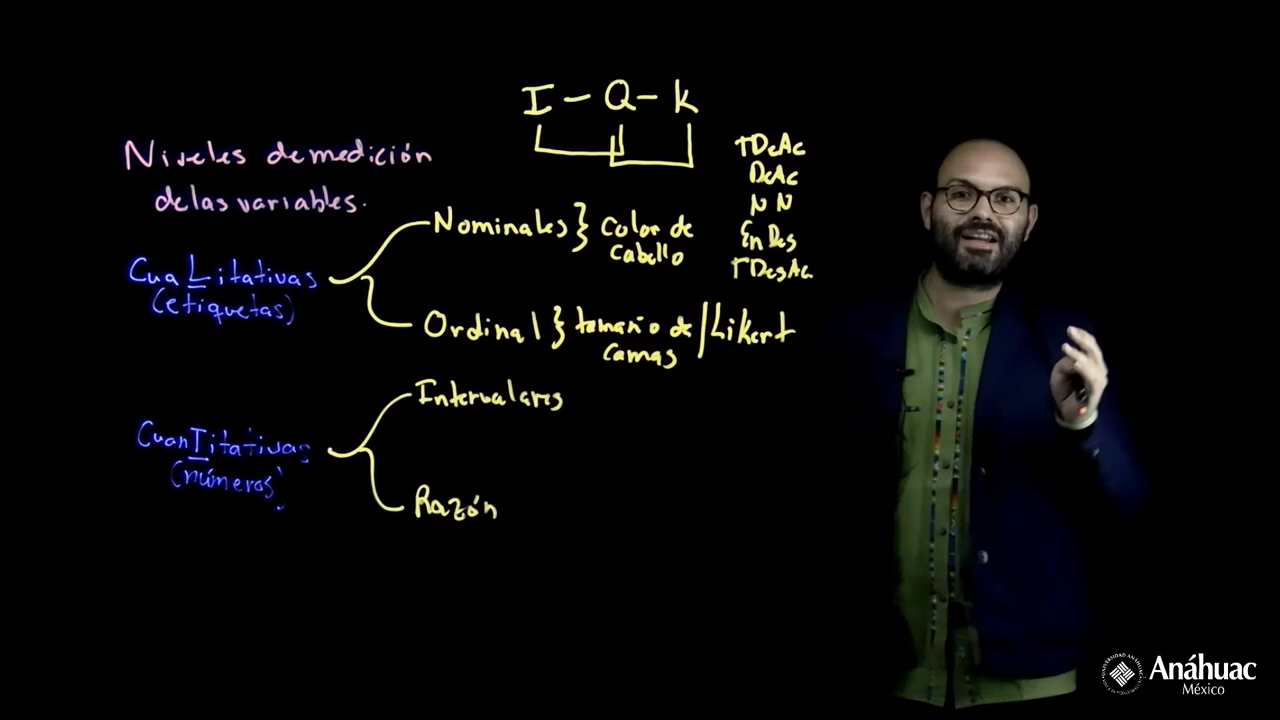 I - Q - K
Niveles de medición
de las variables.
TDeAc
DeAc
N N
En Des
TDesAc.
Nominales } Color de
Cabello
CuaLitativas
(etiquetas)
Ordinal } tamaño de / Likert
Camas
Intervalares
CuanTitativas
(números)
Razón
Anáhuac
México